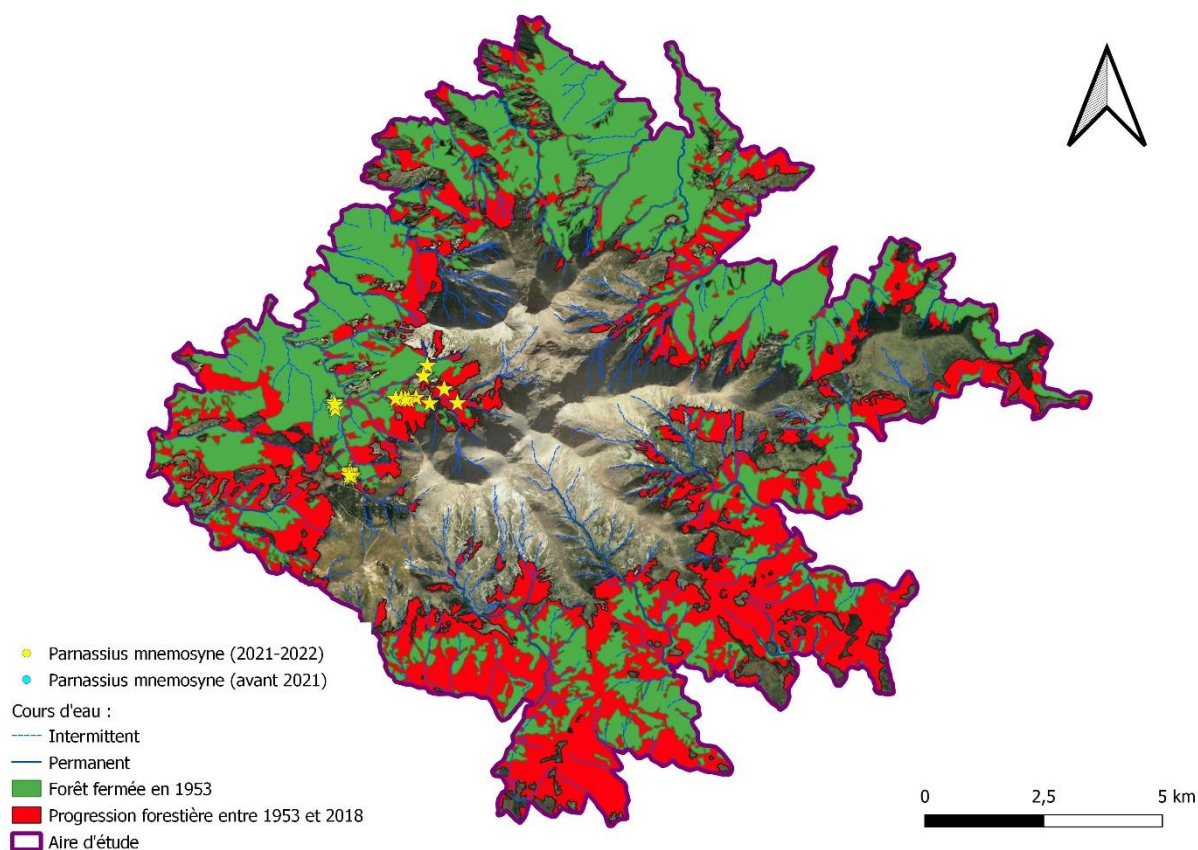 Parnassius mnemosyne (2021-2022)
Parnassius mnemosyne (avant 2021)
Cours d'eau :
Intermittent
Permanent
Forêt fermée en 1953
Progression forestière entre 1953 et 2018
Aire d'étude
0 2,5 5 km